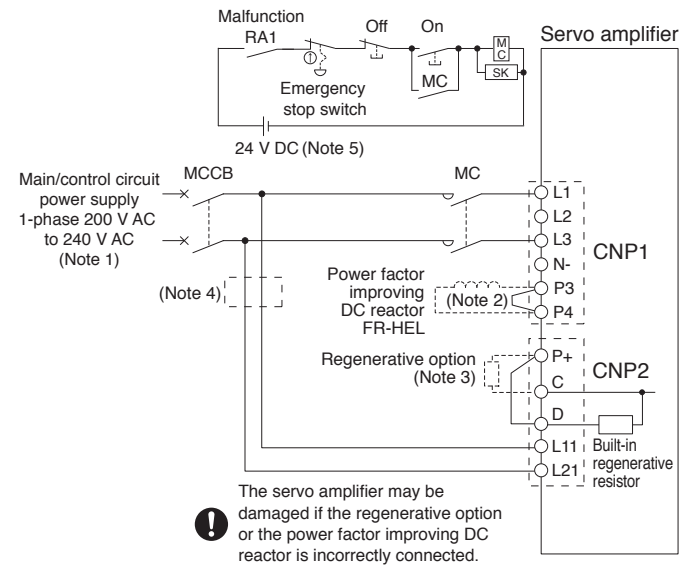 Malfunction
RA1
Off
On
Servo amplifier
M
C
SK
MC
Emergency
stop switch
24 V DC (Note 5)
MCCB
MC
Main/control circuit
power supply
1-phase 200 V AC
to 240 V AC
(Note 1)
L1
L2
L3
N-
P3
P4
CNP1
(Note 4)
Power factor
improving
DC reactor
FR-HEL
(Note 2)
Regenerative option
(Note 3)
P+
C
D
L11
L21
CNP2
Built-in
regenerative
resistor
The servo amplifier may be
damaged if the regenerative option
or the power factor improving DC
reactor is incorrectly connected.